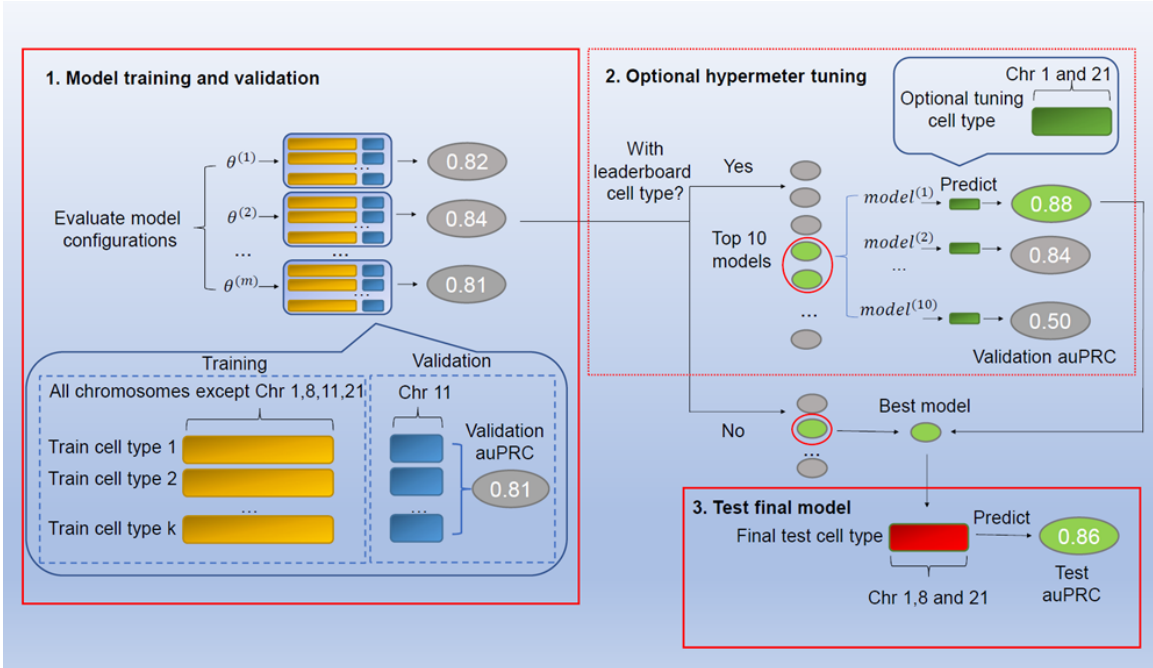 1. Model training and validation
Evaluate model
configurations
θ(1)
θ(2)
...
θ(m)
...
...
...
...
0.82
0.84
0.81
Training
All chromosomes except Chr 1,8,11,21
Train cell type 1
Train cell type 2
...
Train cell type k
Validation
Chr 11
...
Validation
auPRC
0.81
2. Optional hypermeter tuning
Chr 1 and 21
Optional tuning
cell type
With
leaderboard
cell type?
Yes
Top 10
models
...
Predict
model(1)
0.88
model(2)
0.84
...
model(10)
0.50
Validation auPRC
No
...
Best model
3. Test final model
Final test cell type
Predict
0.86
Chr 1,8 and 21
Test
auPRC